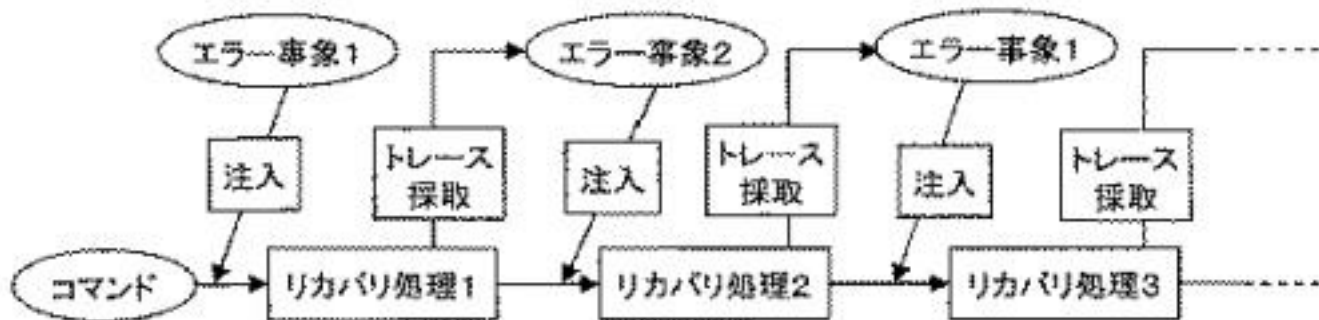 エラー事象1
エラー事象2
エラー事象1
注入
トレース
採取
注入
トレース
採取
注入
トレース
採取
コマンド
リカバリ処理1
リカバリ処理2
リカバリ処理3